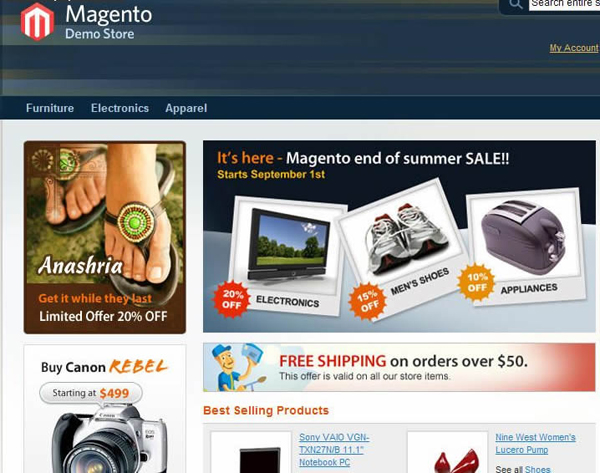 Magento
Demo Store
Search entire s
My Account
Furniture Electronics Apparel
Anashria
Get it while they last
Limited Offer 20% OFF
It's here - Magento end of summer SALE!!
Starts September 1st
20%
OFF
ELECTRONICS
15%
OFF
MEN'S SHOES
10%
OFF
APPLIANCES
Buy Canon REBEL
Starting at $499
FREE SHIPPING on orders over $50.
This offer is valid on all our store items.
Best Selling Products
Sony VAIO VGN-
TXN27N/B 11.1"
Notebook PC
Nine West Women's
Lucero Pump
See all Shoes